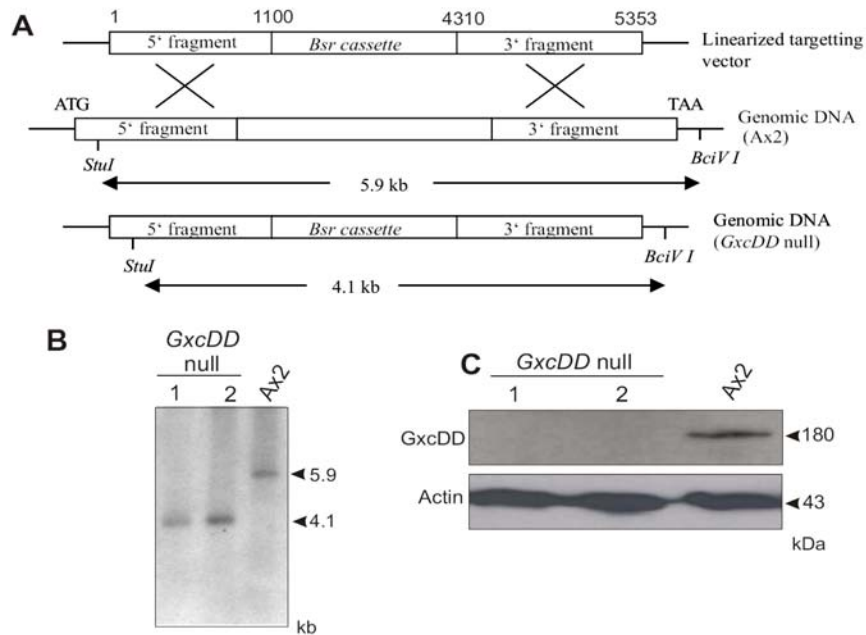 A
1 1100 4310 5353
5‘ fragment Bsr cassette 3‘ fragment
Linearized targetting
vector
ATG TAA
5‘ fragment 3‘ fragment
Genomic DNA
(Ax2)
StuI BciV I
5.9 kb
5‘ fragment Bsr cassette 3‘ fragment
Genomic DNA
(GxcDD null)
StuI BciV I
4.1 kb
B
GxcDD
null
1 2 Ax2
5.9
4.1
kb
C
GxcDD null
1 2 Ax2
GxcDD 180
Actin 43
kDa